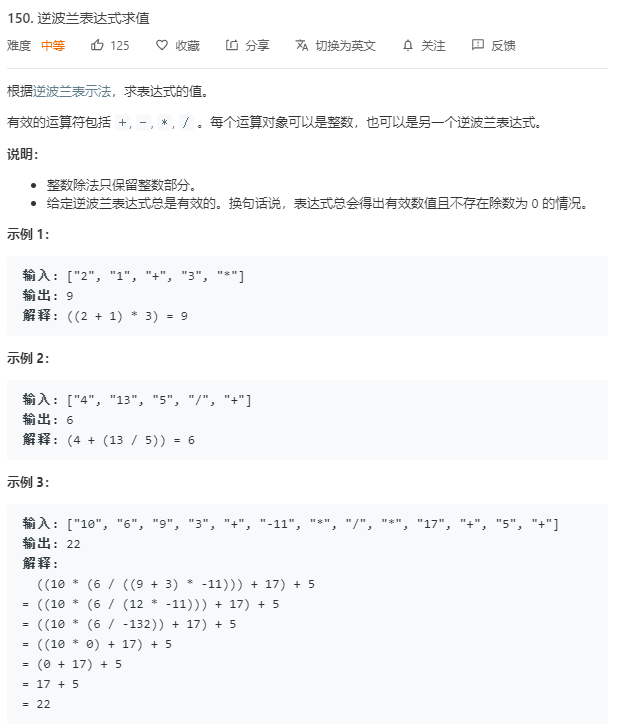 150. 逆波兰表达式求值
难度 中等 125 收藏 分享 切换为英文 关注 反馈
根据逆波兰表示法，求表达式的值。
有效的运算符包括 +, -, *, / 。每个运算对象可以是整数，也可以是另一个逆波兰表达式。
说明：
• 整数除法只保留整数部分。
• 给定逆波兰表达式总是有效的。换句话说，表达式总会得出有效数值且不存在除数为 0 的情况。
示例 1：
输入: ["2", "1", "+", "3", "*"]
输出: 9
解释: ((2 + 1) * 3) = 9
示例 2：
输入: ["4", "13", "5", "/", "+"]
输出: 6
解释: (4 + (13 / 5)) = 6
示例 3：
输入: ["10", "6", "9", "3", "+", "-11", "*", "/", "*", "17", "+", "5", "+"]
输出: 22
解释:
((10 * (6 / ((9 + 3) * -11))) + 17) + 5
= ((10 * (6 / (12 * -11))) + 17) + 5
= ((10 * (6 / -132)) + 17) + 5
= ((10 * 0) + 17) + 5
= (0 + 17) + 5
= 17 + 5
= 22